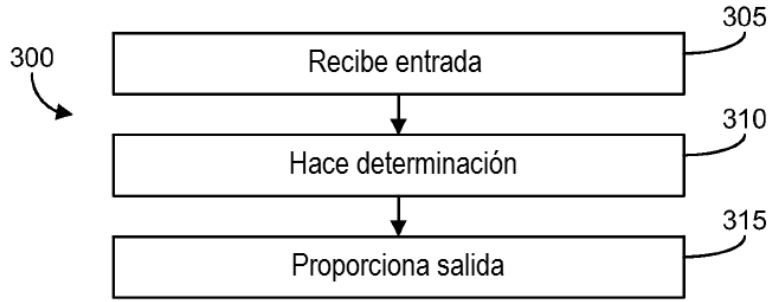 305
300
Recibe entrada
310
Hace determinación
315
Proporciona salida